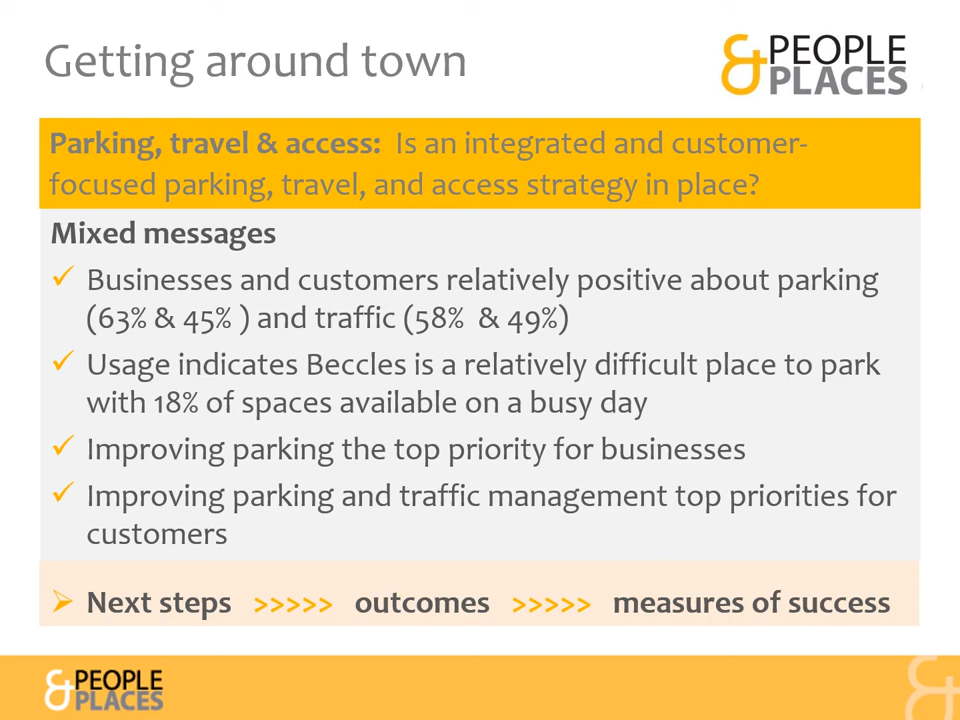 Getting around town
& PEOPLE
PLACES
Parking, travel & access: Is an integrated and customer-
focused parking, travel, and access strategy in place?
Mixed messages
✓ Businesses and customers relatively positive about parking
(63% & 45% ) and traffic (58% & 49%)
✓ Usage indicates Beccles is a relatively difficult place to park
with 18% of spaces available on a busy day
✓ Improving parking the top priority for businesses
✓ Improving parking and traffic management top priorities for
customers
➢ Next steps >>>>> outcomes >>>>> measures of success
& PEOPLE
PLACES